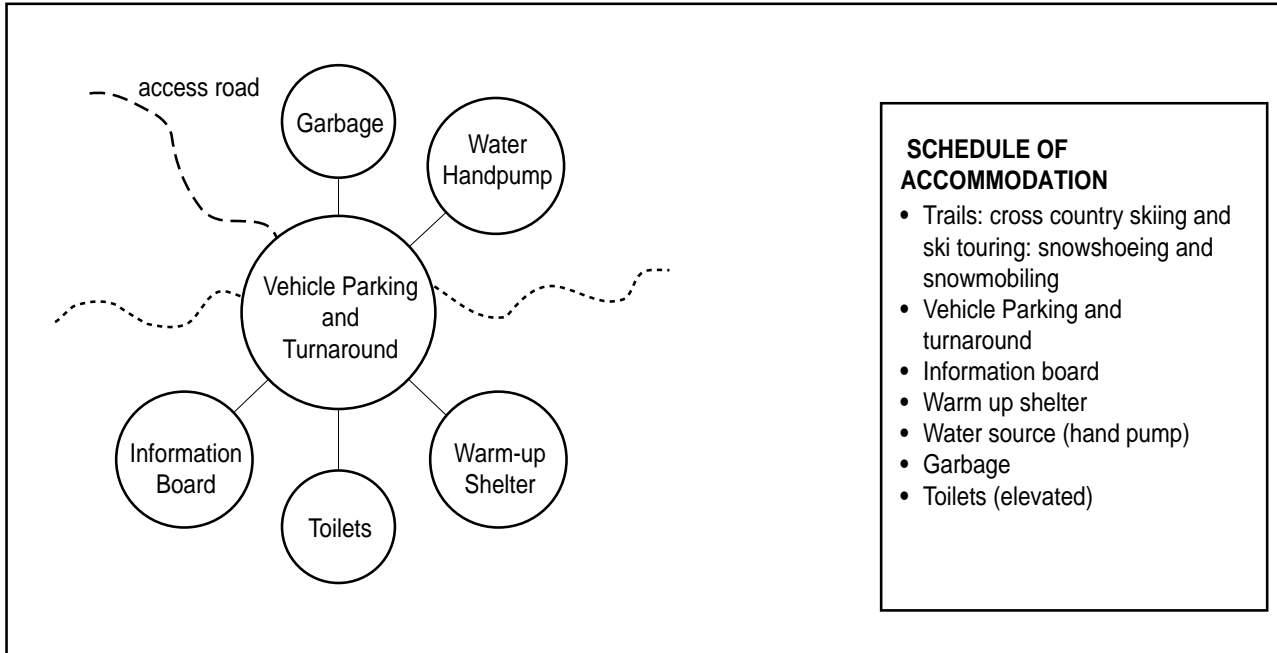 access road
Garbage
Water
Handpump
Vehicle Parking
and
Turnaround
Information
Board
Toilets
Warm-up
Shelter
SCHEDULE OF
ACCOMMODATION
• Trails: cross country skiing and
ski touring: snowshoeing and
snowmobiling
• Vehicle Parking and
turnaround
• Information board
• Warm up shelter
• Water source (hand pump)
• Garbage
• Toilets (elevated)